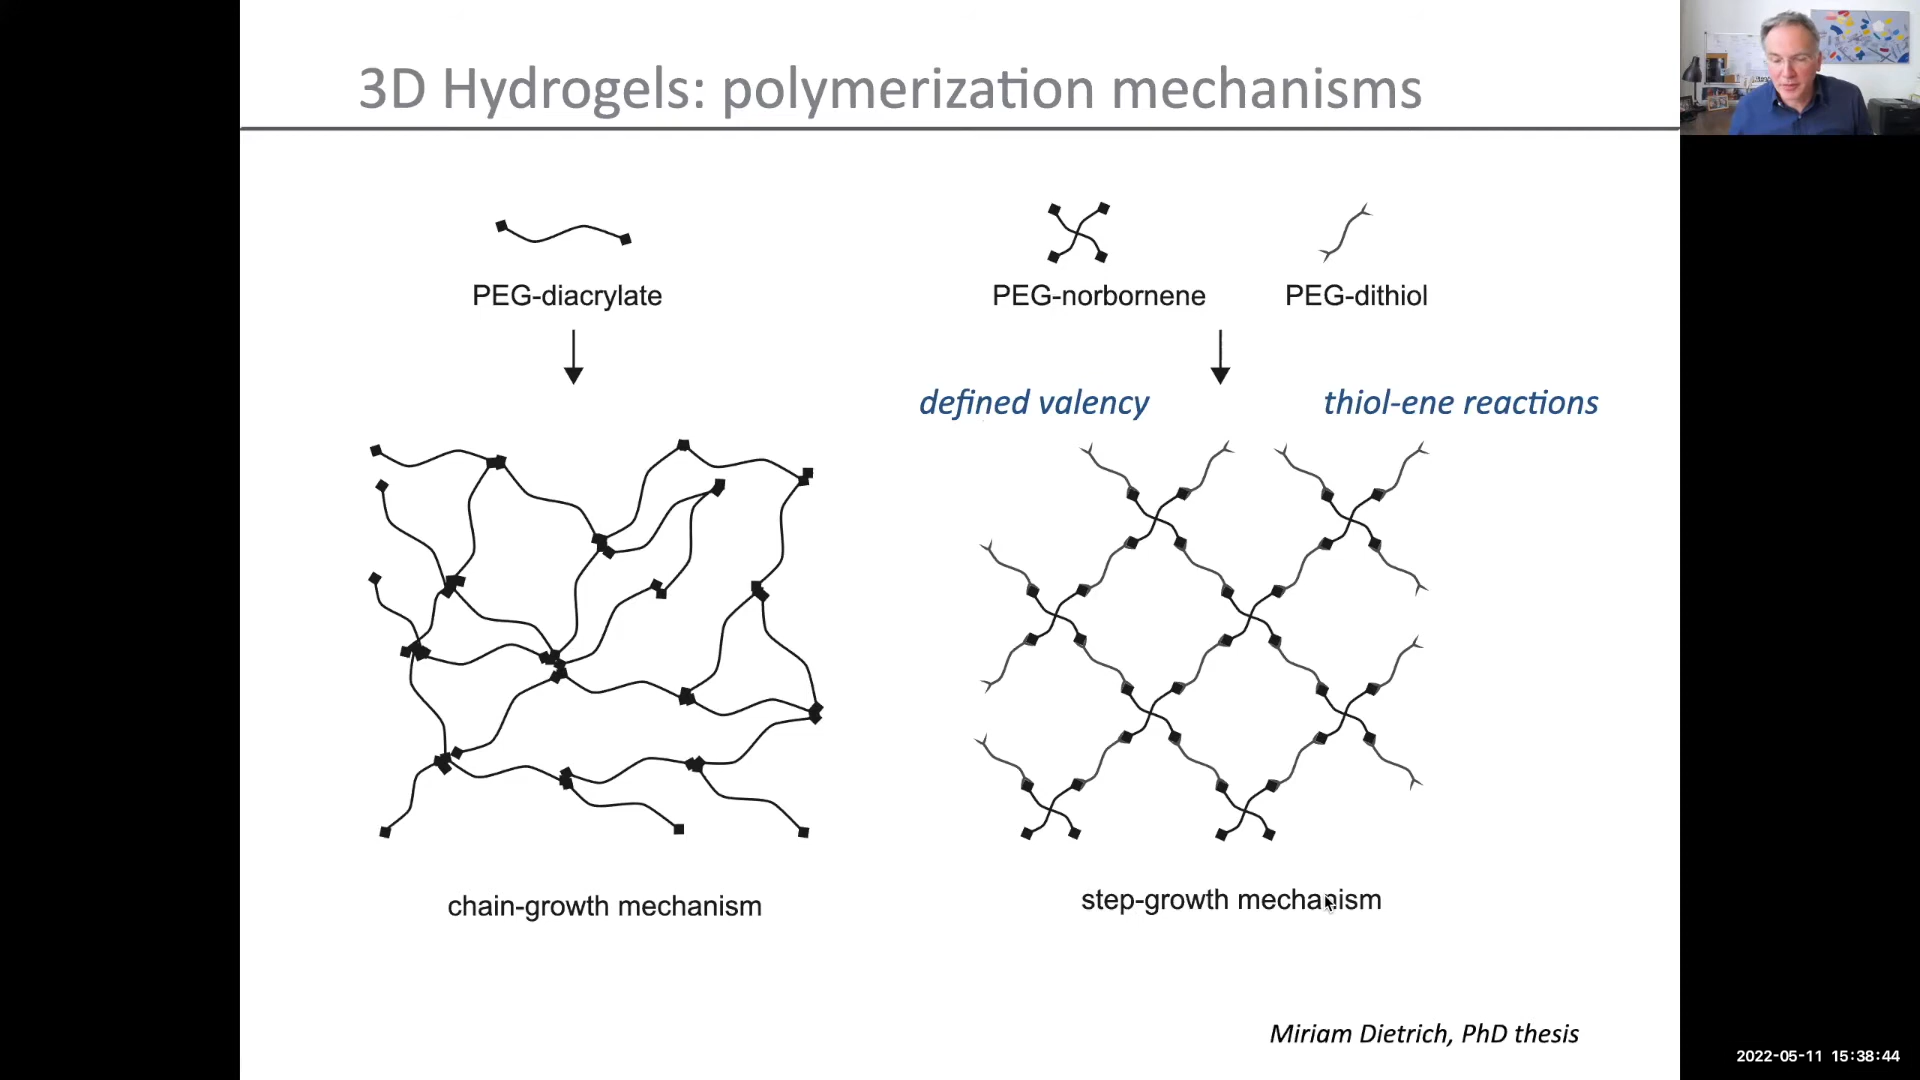 3D Hydrogels: polymerization mechanisms
PEG-diacrylate
PEG-norbornene
PEG-dithiol
defined valency
thiol-ene reactions
chain-growth mechanism
step-growth mechanism
Miriam Dietrich, PhD thesis
2022-05-11 15:38:44